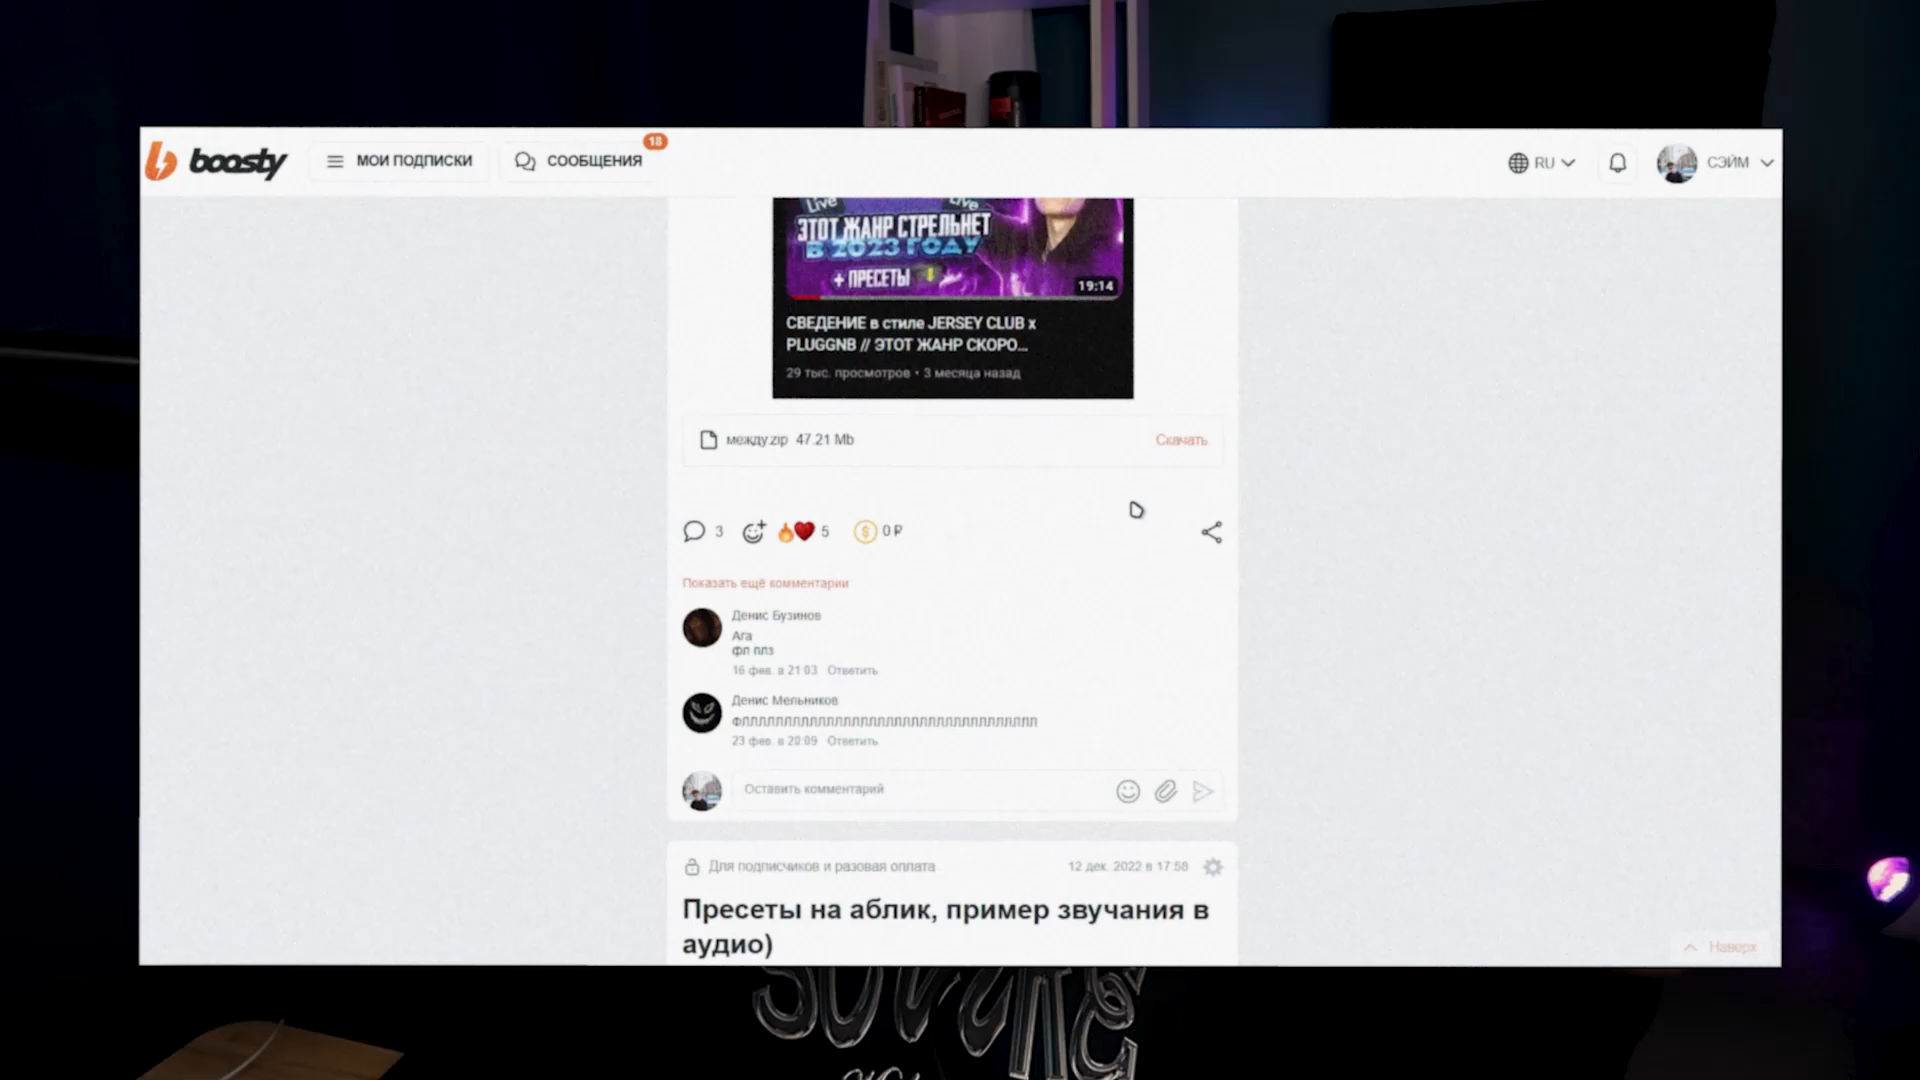 boosty
МОИ ПОДПИСКИ
СООБЩЕНИЯ
18
RU
СЭЙМ
Live
Live
ЭТОТ ЖАНР СТРЕЛЬНЕТ
В 2023 ГОДУ
+ ПРЕСЕТЫ
19:14
СВЕДЕНИЕ в стиле JERSEY CLUB x
PLUGGNB // ЭТОТ ЖАНР СКОРО...
29 тыс. просмотров • 3 месяца назад
между.zip 47.21 Mb
Скачать
3
5
0 ₽
Показать ещё комментарии
Денис Бузинов
Ага
фл плз
16 фев. в 21:03 Ответить
Денис Мельников
23 фев. в 20:09 Ответить
Оставить комментарий
Для подписчиков и разовая оплата
12 дек. 2022 в 17:58
Пресеты на аблик, пример звучания в
аудио)
Наверх